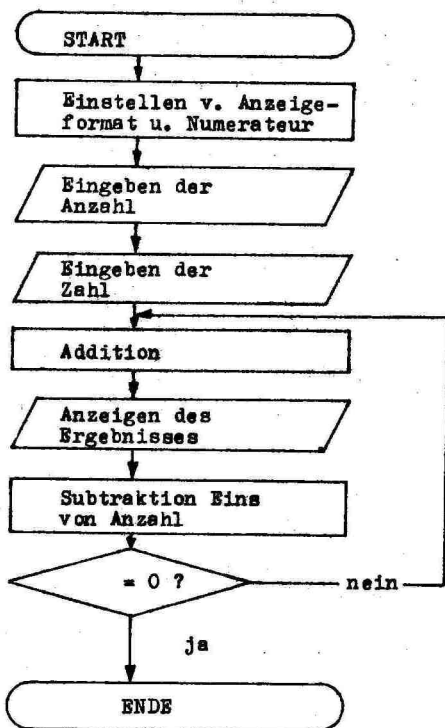 START
Einstellen v. Anzeige-
format u. Numerateur
Eingeben der
Anzahl
Eingeben der
Zahl
Addition
Anzeigen des
Ergebnisses
Subtraktion Eins
von Anzahl
= 0 ?
nein
ja
ENDE